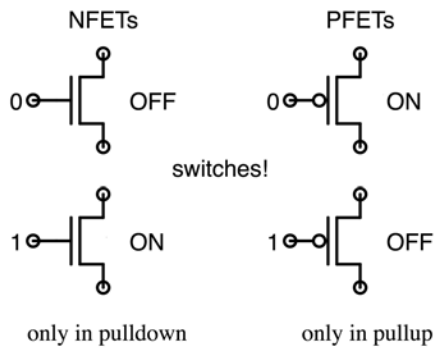 NFETs
PFETs
0
OFF
0
ON
switches!
1
ON
1
OFF
only in pulldown
only in pullup